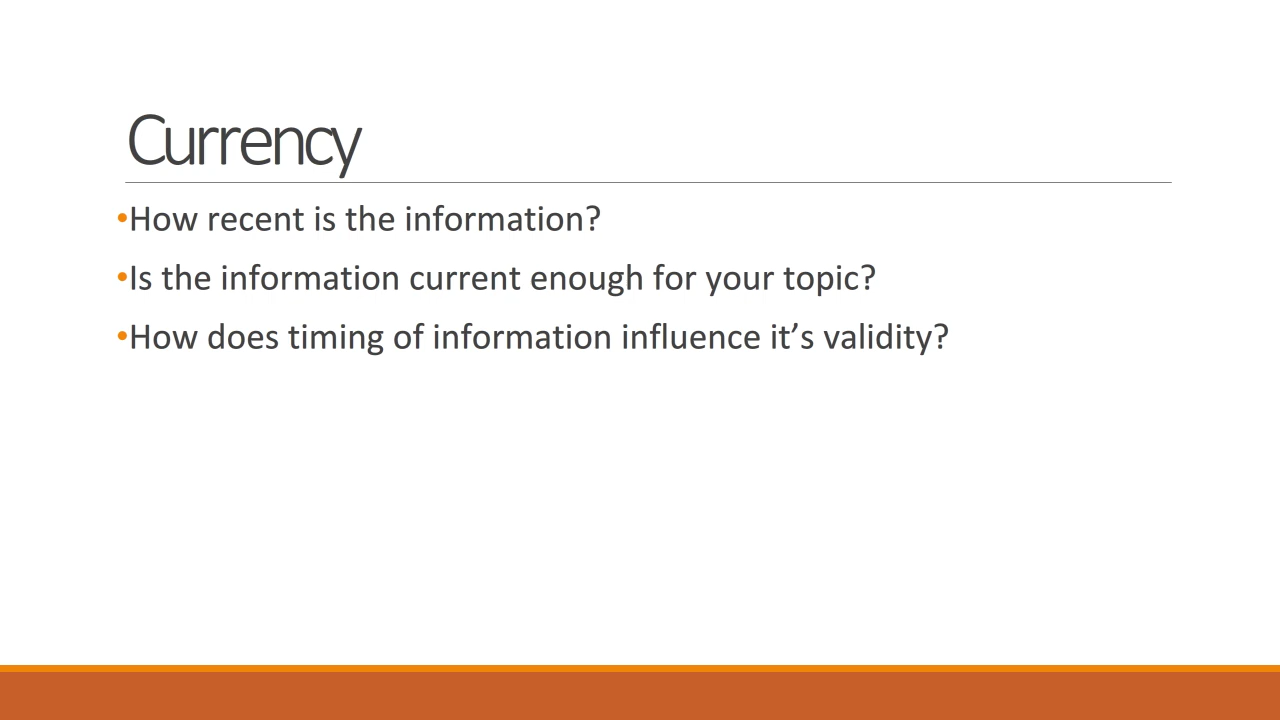 Currency
•How recent is the information?
•Is the information current enough for your topic?
•How does timing of information influence it’s validity?